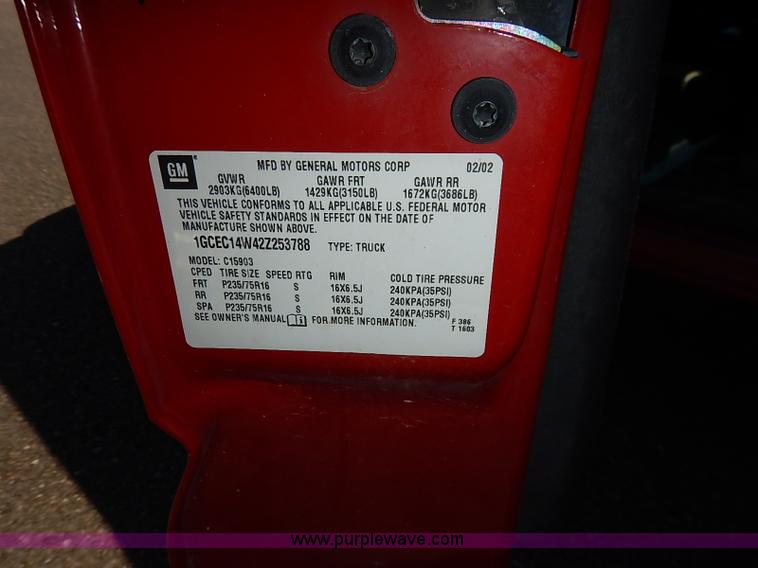 GM MFD BY GENERAL MOTORS CORP 02/02
GVWR GAWR FRT GAWR RR
2903KG(6400LB) 1429KG(3150LB) 1672KG(3686LB)
THIS VEHICLE CONFORMS TO ALL APPLICABLE U.S. FEDERAL MOTOR
VEHICLE SAFETY STANDARDS IN EFFECT ON THE DATE OF
MANUFACTURE SHOWN ABOVE.
1GCEC14W42Z253788 TYPE: TRUCK
MODEL: C15903
CPED TIRE SIZE SPEED RTG RIM COLD TIRE PRESSURE
FRT P235/75R16 S 16X6.5J 240KPA(35PSI)
RR P235/75R16 S 16X6.5J 240KPA(35PSI)
SPA P235/75R16 S 16X6.5J 240KPA(35PSI)
SEE OWNER'S MANUAL FOR MORE INFORMATION. F 386
T 1603
www.purplewave.com